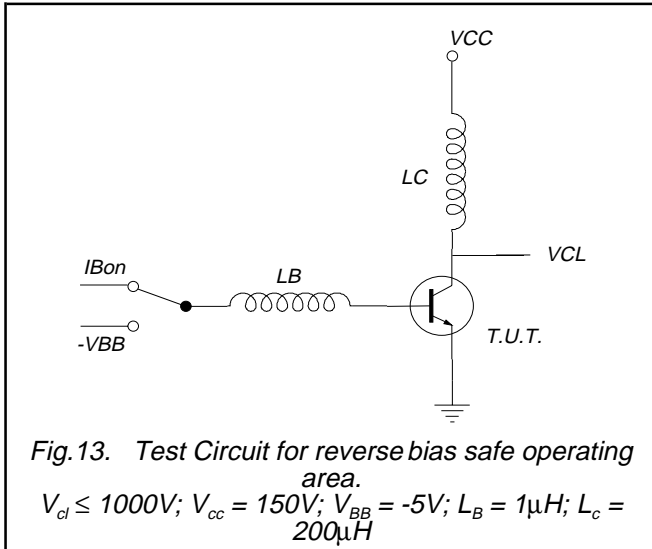 VCC
LC
VCL
IBon
LB
-VBB
T.U.T.
Fig.13. Test Circuit for reverse bias safe operating
area.
Vcl ≤ 1000V; Vcc = 150V; VBB = -5V; LB = 1μH; Lc =
200μH